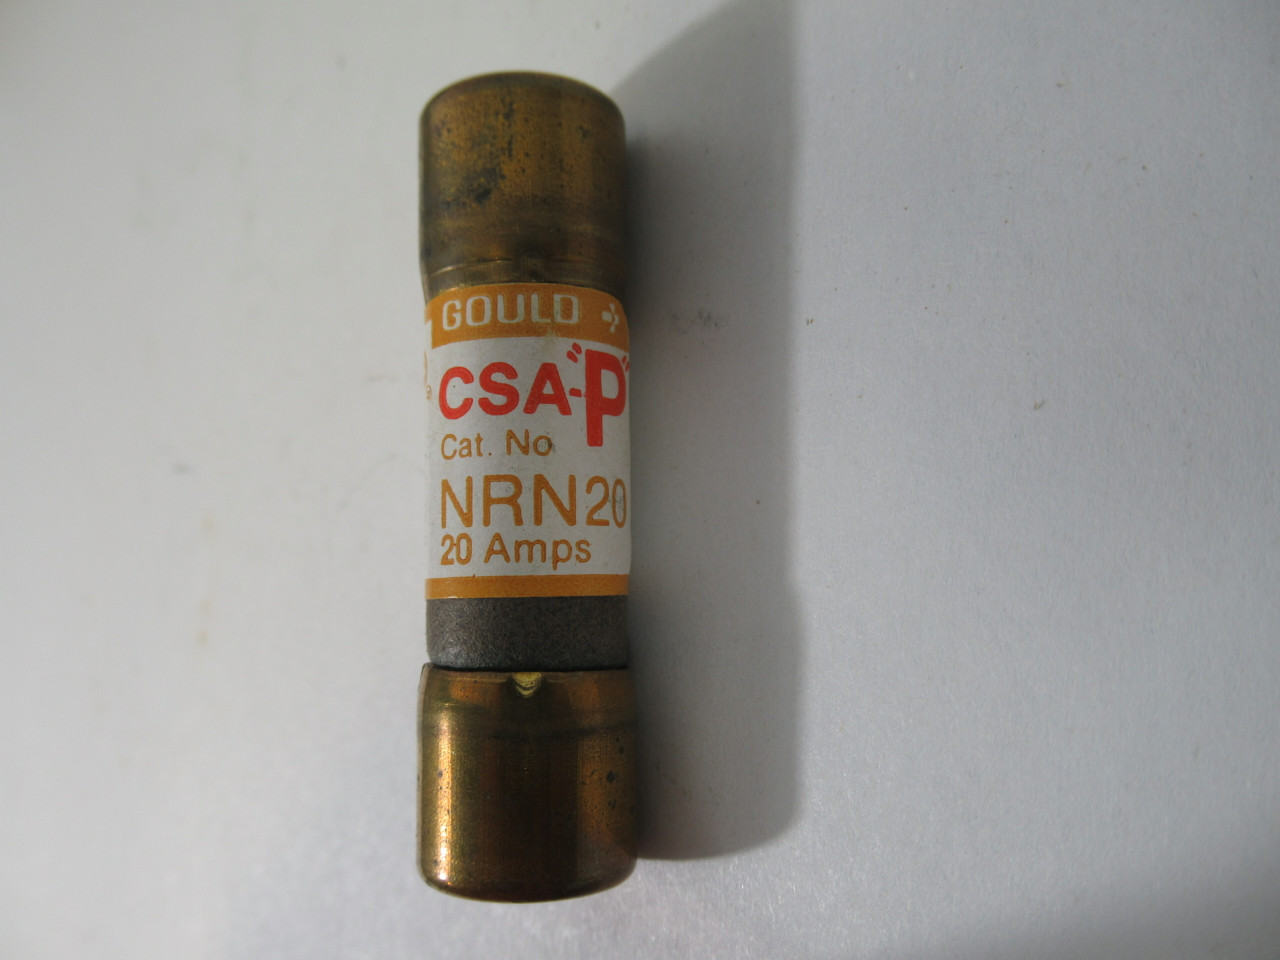 GOULD
CSA-"P"
Cat. No
NRN20
20 Amps